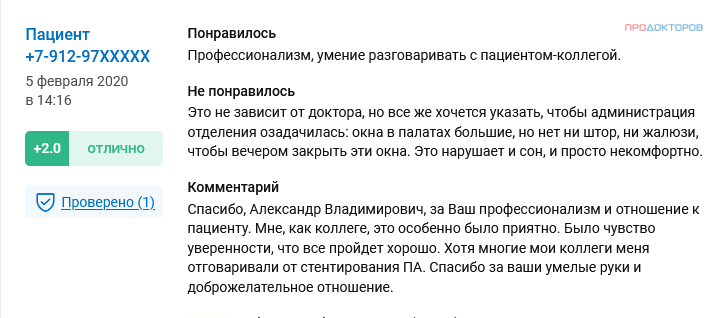 ПРОДОКТОРОВ
Пациент
+7-912-97XXXXX
5 февраля 2020
в 14:16
+2.0 отлично
Проверено (1)
Понравилось
Профессионализм, умение разговаривать с пациентом-коллегой.
Не понравилось
Это не зависит от доктора, но все же хочется указать, чтобы администрация
отделения озадачилась: окна в палатах большие, но нет ни штор, ни жалюзи,
чтобы вечером закрыть эти окна. Это нарушает и сон, и просто некомфортно.
Комментарий
Спасибо, Александр Владимирович, за Ваш профессионализм и отношение к
пациенту. Мне, как коллеге, это особенно было приятно. Было чувство
уверенности, что все пройдет хорошо. Хотя многие мои коллеги меня
отговаривали от стентирования ПА. Спасибо за ваши умелые руки и
доброжелательное отношение.